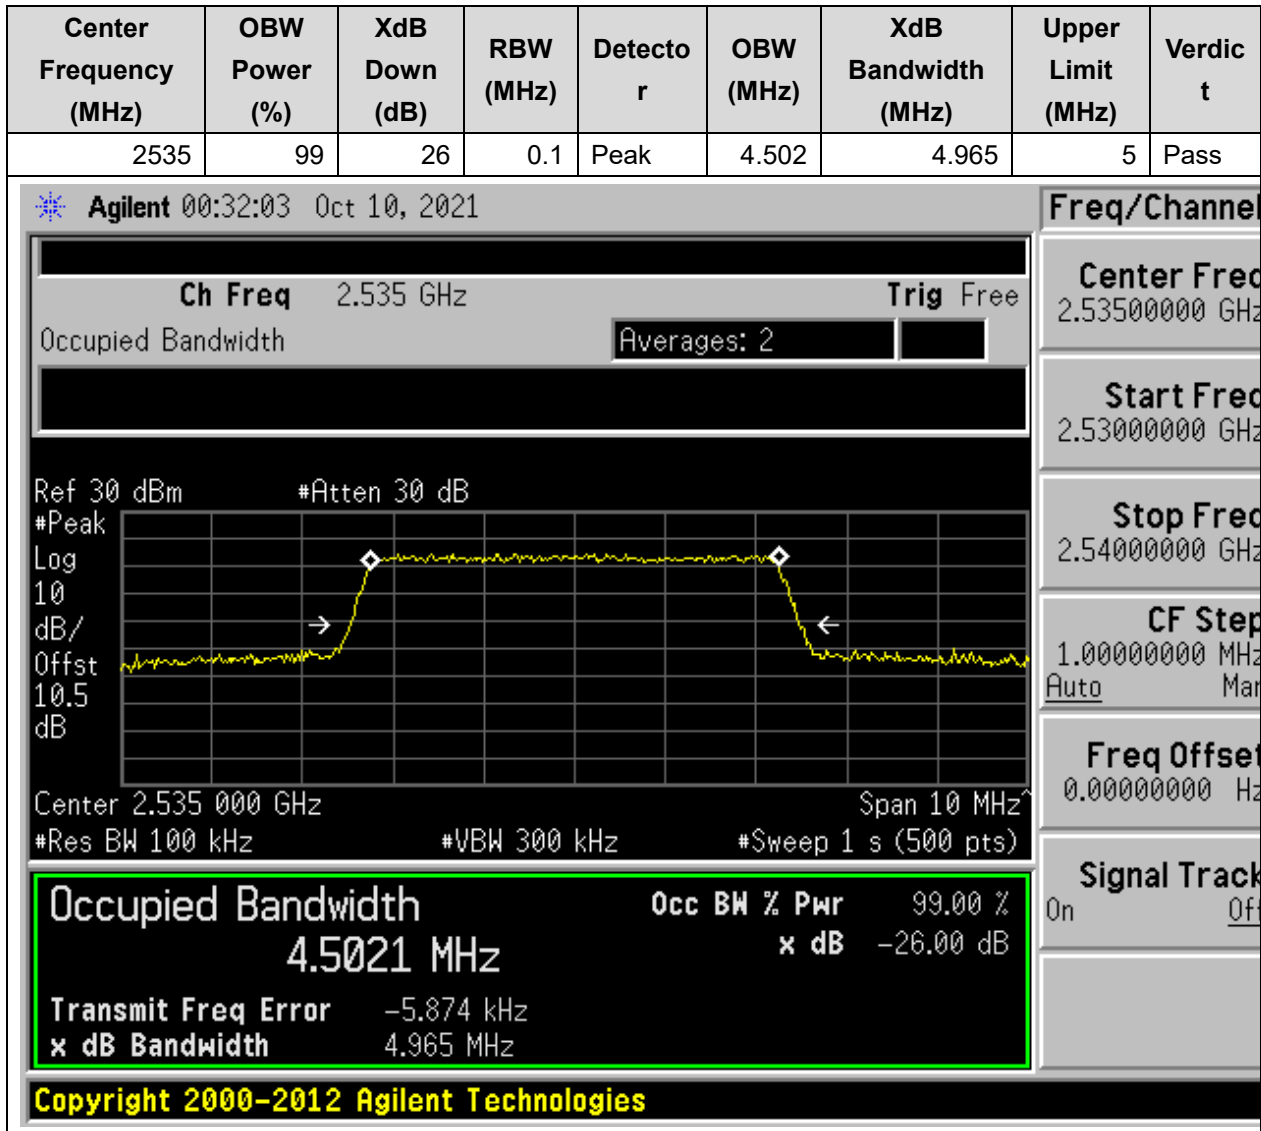 Center Frequency (MHz) OBW Power (%) XdB Down (dB) RBW (MHz) Detector OBW (MHz) XdB Bandwidth (MHz) Upper Limit (MHz) Verdict
2535 99 26 0.1 Peak 4.502 4.965 5 Pass
Agilent 00:32:03 Oct 10, 2021
Ch Freq 2.535 GHz Trig Free
Occupied Bandwidth Averages: 2
Ref 30 dBm #Atten 30 dB
#Peak
Log
10
dB/
Offst
10.5
dB
Center 2.535 000 GHz Span 10 MHz^
#Res BW 100 kHz #VBW 300 kHz #Sweep 1 s (500 pts)
Occupied Bandwidth Occ BW % Pwr 99.00 %
4.5021 MHz x dB -26.00 dB
Transmit Freq Error -5.874 kHz
x dB Bandwidth 4.965 MHz
Copyright 2000-2012 Agilent Technologies
Freq/Channel
Center Freq
2.53500000 GHz
Start Freq
2.53000000 GHz
Stop Freq
2.54000000 GHz
CF Step
1.00000000 MHz
Auto Man
Freq Offset
0.00000000 Hz
Signal Track
On Off